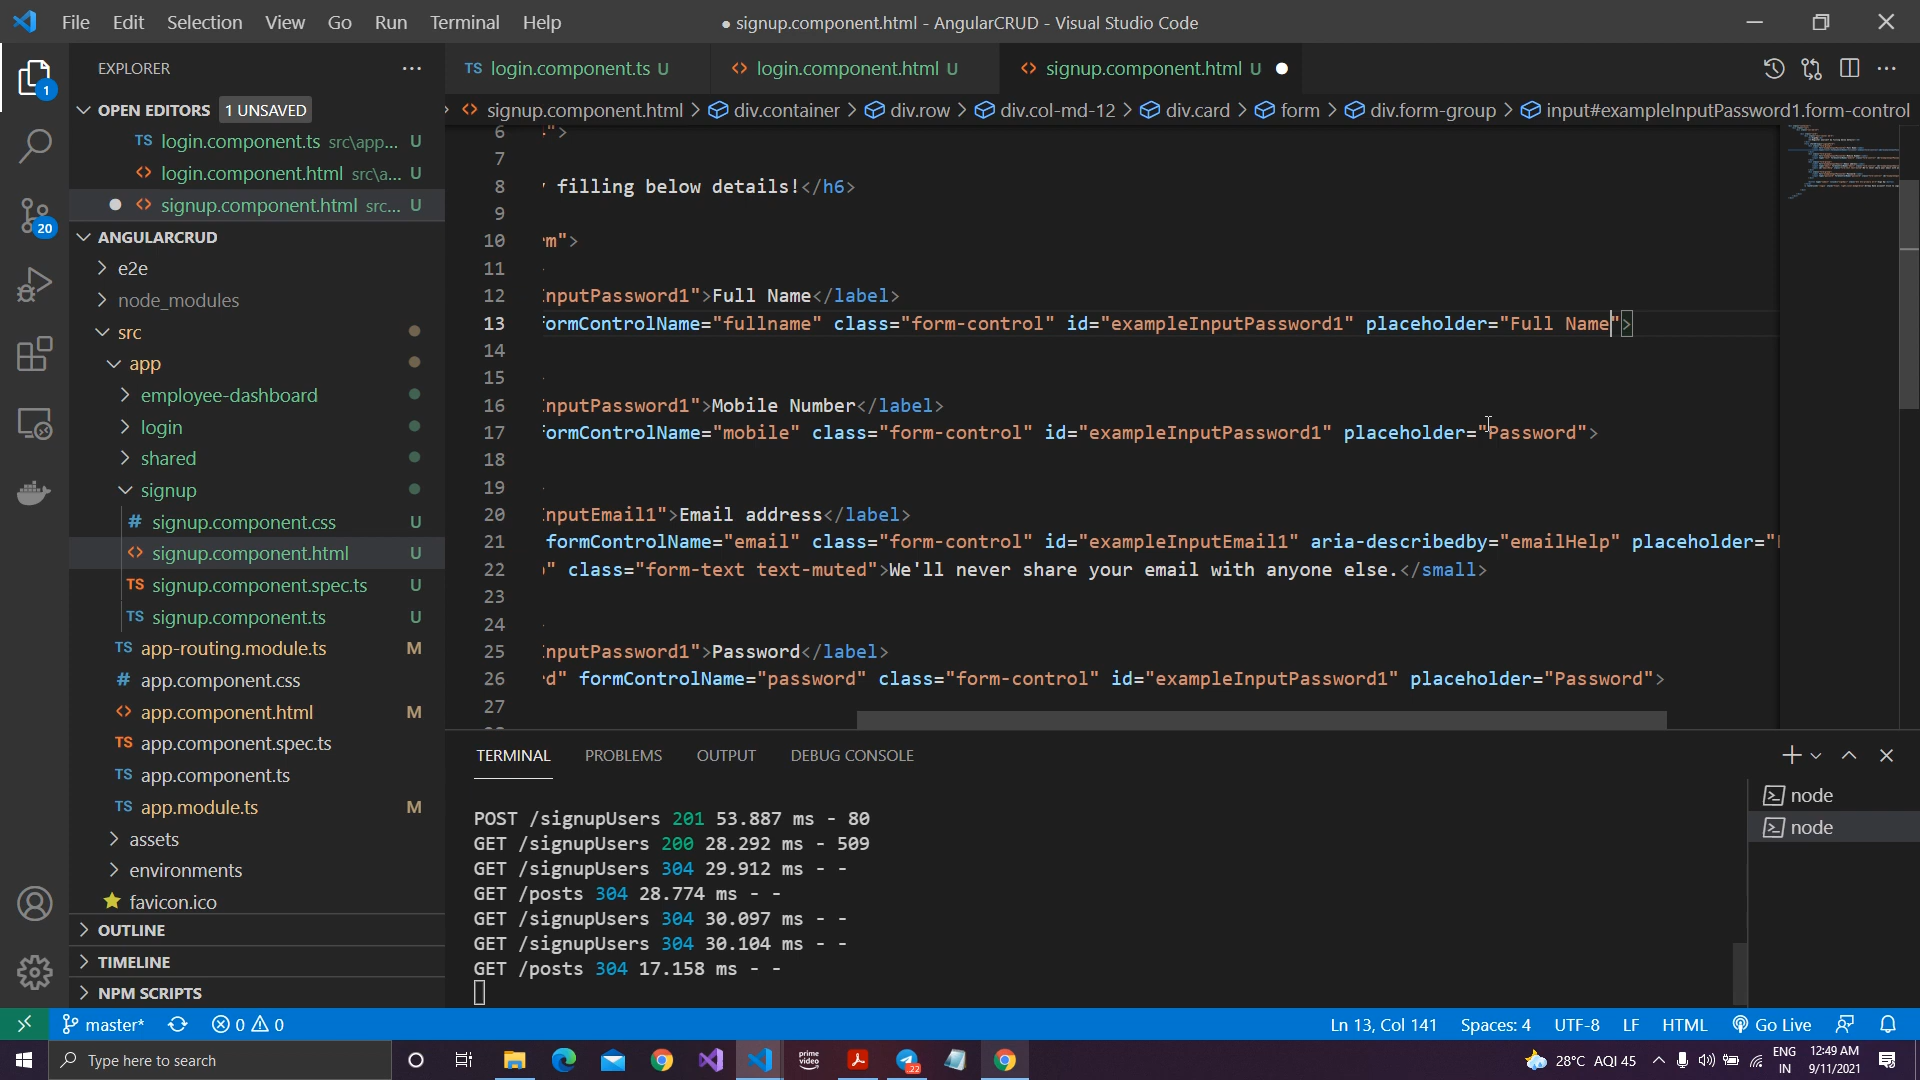 File Edit Selection View Go Run Terminal Help
● signup.component.html - AngularCRUD - Visual Studio Code
EXPLORER
OPEN EDITORS 1 UNSAVED
TS login.component.ts src\app... U
<> login.component.html src\a... U
● <> signup.component.html src... U
ANGULARCRUD
e2e
node_modules
src
app
employee-dashboard
login
shared
signup
# signup.component.css U
<> signup.component.html U
TS signup.component.spec.ts U
TS signup.component.ts U
TS app-routing.module.ts M
# app.component.css
<> app.component.html M
TS app.component.spec.ts
TS app.component.ts
TS app.module.ts M
assets
environments
favicon.ico
OUTLINE
TIMELINE
NPM SCRIPTS
1
20
TS login.component.ts U
<> login.component.html U
<> signup.component.html U ●
<> signup.component.html > div.container > div.row > div.col-md-12 > div.card > form > div.form-group > input#exampleInputPassword1.form-control
6 ">
7
8 filling below details!</h6>
9
10 m">
11
12 nputPassword1">Full Name</label>
13 ormControlName="fullname" class="form-control" id="exampleInputPassword1" placeholder="Full Name">
14
15
16 nputPassword1">Mobile Number</label>
17 ormControlName="mobile" class="form-control" id="exampleInputPassword1" placeholder="Password">
18
19
20 nputEmail1">Email address</label>
21 formControlName="email" class="form-control" id="exampleInputEmail1" aria-describedby="emailHelp" placeholder="
22 " class="form-text text-muted">We'll never share your email with anyone else.</small>
23
24
25 nputPassword1">Password</label>
26 d" formControlName="password" class="form-control" id="exampleInputPassword1" placeholder="Password">
27
TERMINAL PROBLEMS OUTPUT DEBUG CONSOLE
POST /signupUsers 201 53.887 ms - 80
GET /signupUsers 200 28.292 ms - 509
GET /signupUsers 304 29.912 ms - -
GET /posts 304 28.774 ms - -
GET /signupUsers 304 30.097 ms - -
GET /signupUsers 304 30.104 ms - -
GET /posts 304 17.158 ms - -
node
node
master* 0 0
Ln 13, Col 141 Spaces: 4 UTF-8 LF HTML Go Live
Type here to search
prime video
22
28°C AQI 45
ENG
IN
12:49 AM
9/11/2021